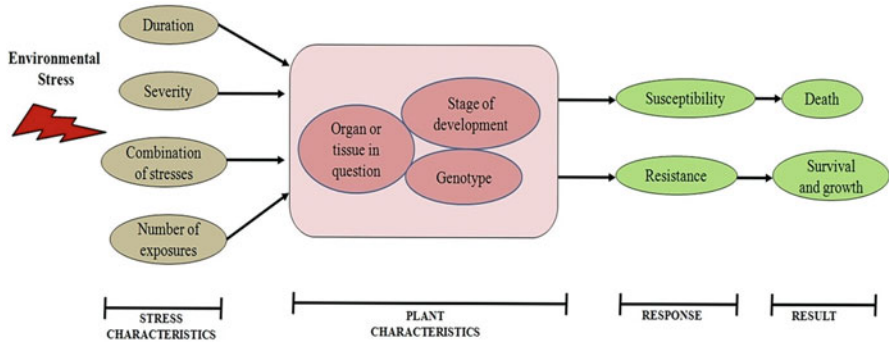 Environmental
Stress
Duration
Severity
Combination
of stresses
Number of
exposures
Organ or
tissue in
question
Stage of
development
Genotype
Susceptibility
Death
Resistance
Survival
and growth
STRESS
CHARACTERISTICS
PLANT
CHARACTERISTICS
RESPONSE
RESULT